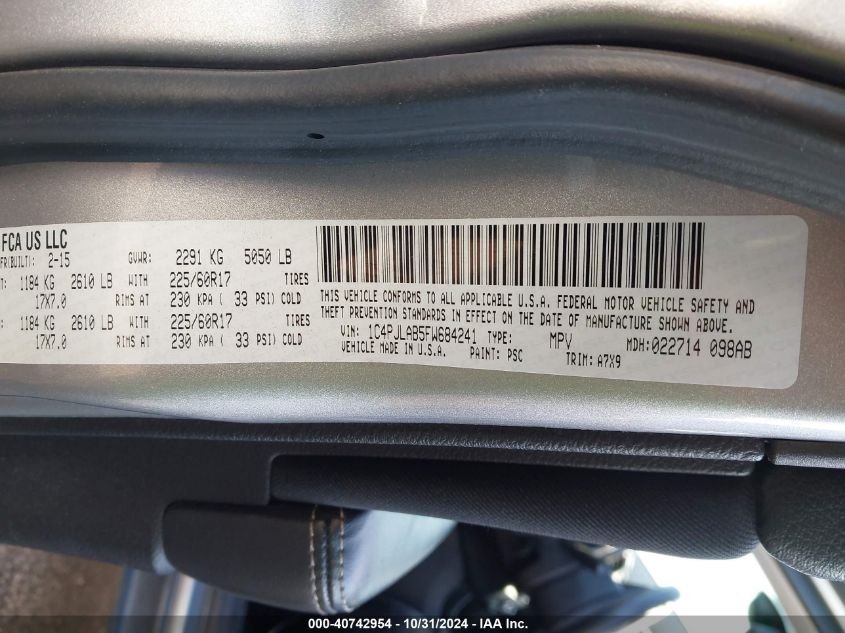 FCA US LLC
FR(BUILT): 2-15 GVWR: 2291 KG 5050 LB
T: 1184 KG 2610 LB WITH 225/60R17 TIRES
17X7.0 RIMS AT 230 KPA ( 33 PSI) COLD
: 1184 KG 2610 LB WITH 225/60R17 TIRES
17X7.0 RIMS AT 230 KPA ( 33 PSI) COLD
THIS VEHICLE CONFORMS TO ALL APPLICABLE U.S.A. FEDERAL MOTOR VEHICLE SAFETY AND
THEFT PREVENTION STANDARDS IN EFFECT ON THE DATE OF MANUFACTURE SHOWN ABOVE.
VIN: 1C4PJLAB5FW684241 TYPE: MPV MDH:022714 098AB
VEHICLE MADE IN U.S.A. PAINT: PSC TRIM: A7X9
000-40742954 - 10/31/2024 - IAA Inc.